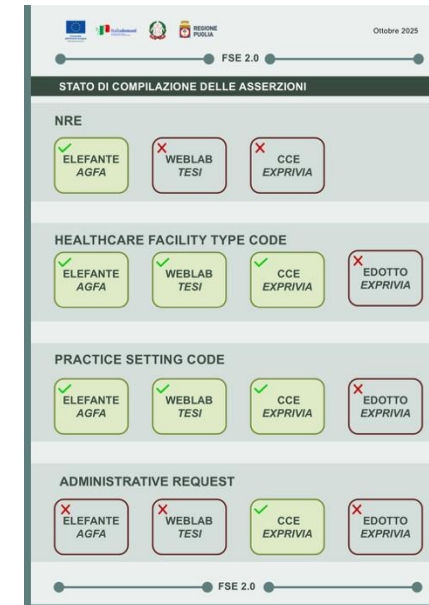 REGIONE
PUGLIA
Ottobre 2025
FSE 2.0
STATO DI COMPILAZIONE DELLE ASSERZIONI
NRE
ELEFANTE
AGFA
WEBLAB
TESI
CCE
EXPRIVIA
HEALTHCARE FACILITY TYPE CODE
ELEFANTE
AGFA
WEBLAB
TESI
CCE
EXPRIVIA
EDOTTO
EXPRIVIA
PRACTICE SETTING CODE
ELEFANTE
AGFA
WEBLAB
TESI
CCE
EXPRIVIA
EDOTTO
EXPRIVIA
ADMINISTRATIVE REQUEST
ELEFANTE
AGFA
WEBLAB
TESI
CCE
EXPRIVIA
EDOTTO
EXPRIVIA
FSE 2.0